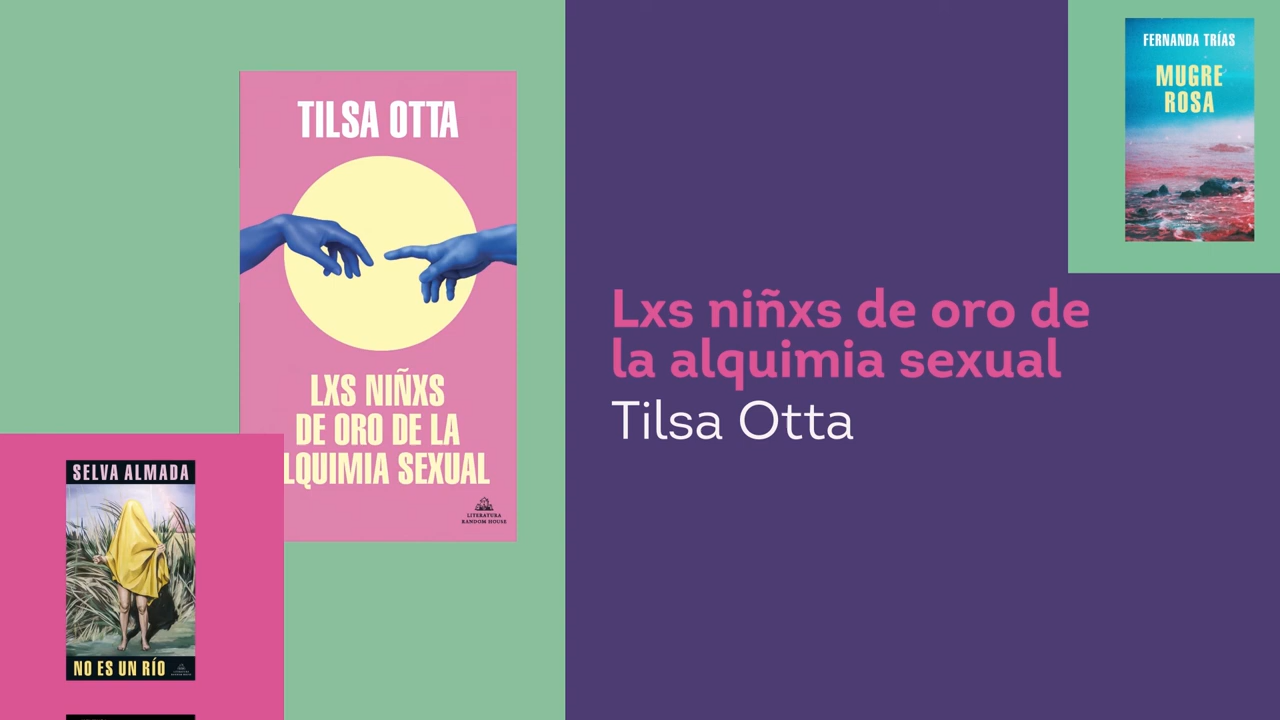 TILSA OTTA
LXS NIÑXS
DE ORO DE LA
LQUIMIA SEXUAL
LITERATURA
RANDOM HOUSE
Lxs niñxs de oro de
la alquimia sexual
Tilsa Otta
FERNANDA TRÍAS
MUGRE
ROSA
SELVA ALMADA
NO ES UN RÍO